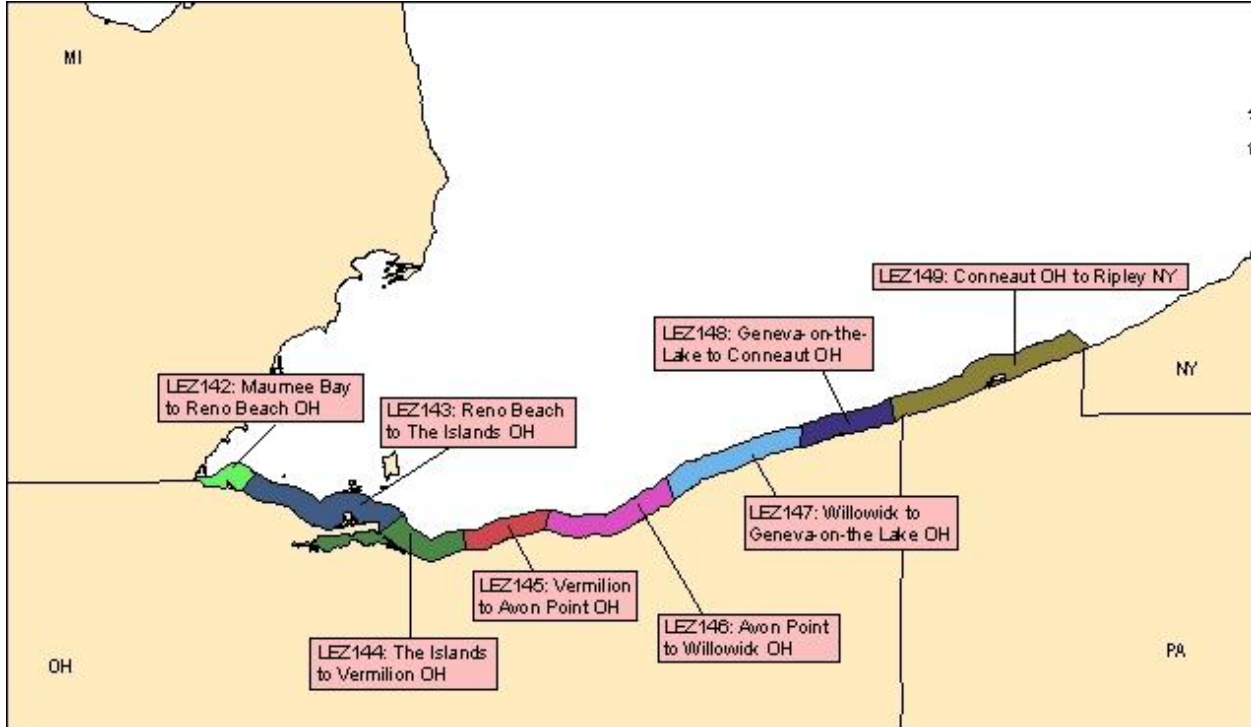 MI
LEZ149: Conneaut OH to Ripley NY
LEZ148: Geneva-on-the-
Lake to Conneaut OH
NY
LEZ142: Maumee Bay
to Reno Beach OH
LEZ143: Reno Beach
to The Islands OH
LEZ147: Willowick to
Geneva-on-the Lake OH
LEZ145: Vermilion
to Avon Point OH
LEZ146: Avon Point
to Willowick OH
LEZ144: The Islands
to Vermilion OH
OH
PA